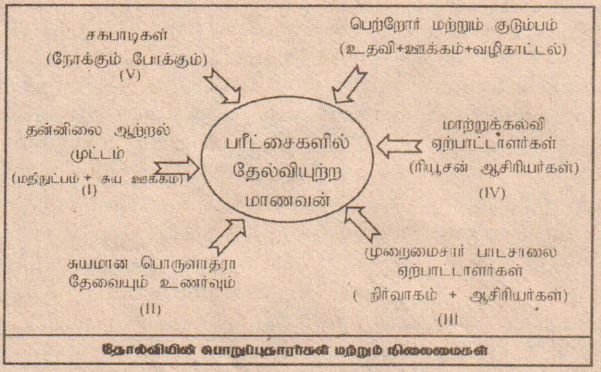 சகபாடிகள்
(நோக்கும் போக்கும்)
(V)
பெற்றோர் மற்றும் குடும்பம்
(உதவி+ஊக்கம்+வழிகாட்டல்)
தன்னிலை ஆற்றல்
முட்டம்
(மதிநுட்பம் + சுய ஊக்கம்)
(I)
பரீட்சைகளில்
தேல்வியுற்ற
மாணவன்
மாற்றுக்கல்வி
ஏற்பாட்டாளர்கள்
(ரியூசன் ஆசிரியர்கள்)
(IV)
சுயமான பொருளாதரா
தேவையும் உணர்வும்
(II)
முறைமைசார் பாடசாலை
ஏற்பாட்டாளர்கள்
( நிர்வாகம் + ஆசிரியர்கள்)
(III
தோல்வியின் பொறுப்புதாரர்கள் மற்றும் நிலைமைகள்